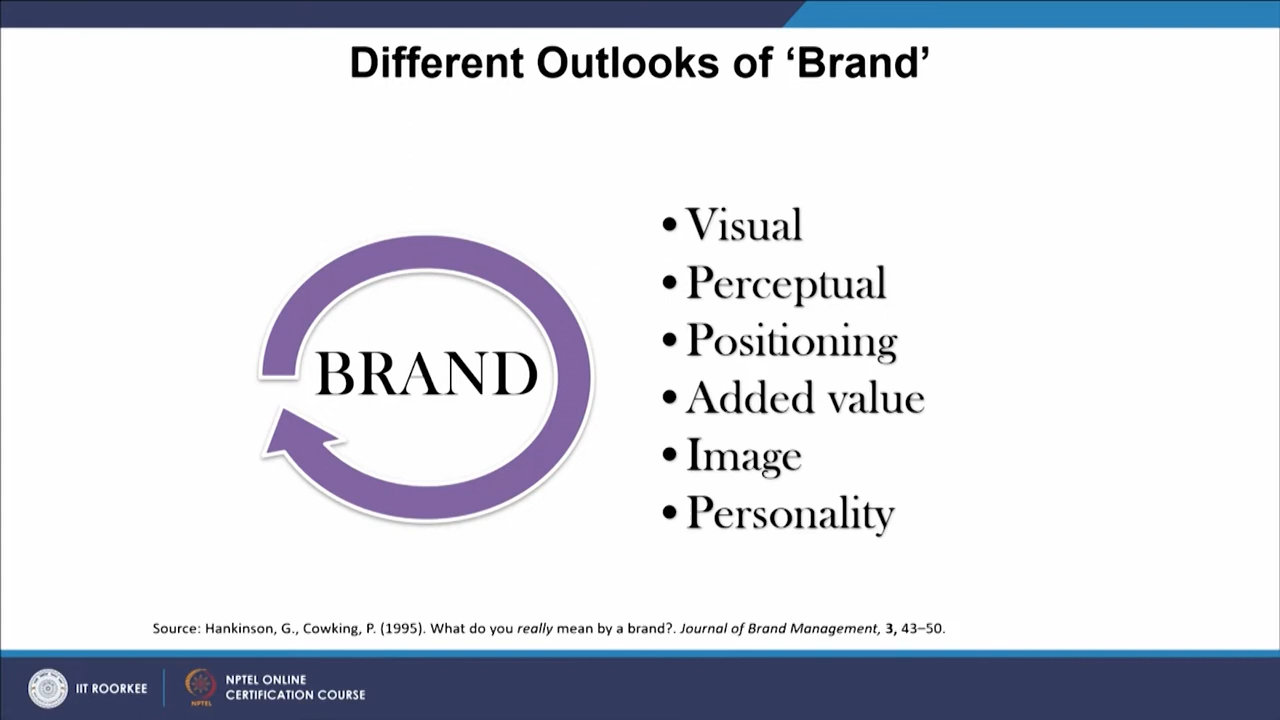 Different Outlooks of ‘Brand’
BRAND
• Visual
• Perceptual
• Positioning
• Added value
• Image
• Personality
Source: Hankinson, G., Cowking, P. (1995). What do you really mean by a brand?. Journal of Brand Management, 3, 43–50.
IIT ROORKEE
NPTEL
NPTEL ONLINE
CERTIFICATION COURSE